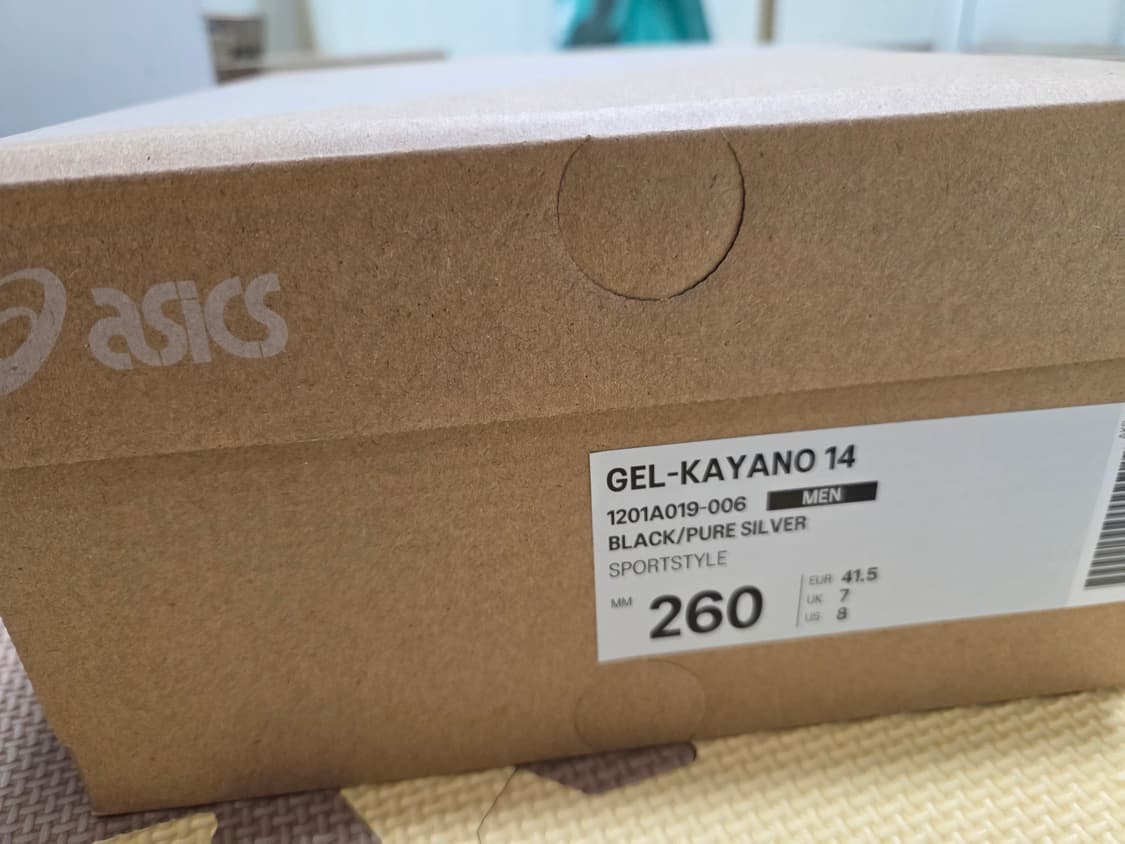 asics
GEL-KAYANO 14
1201A019-006 MEN
BLACK/PURE SILVER
SPORTSTYLE
MM 260
EUR 41.5
UK 7
US 8